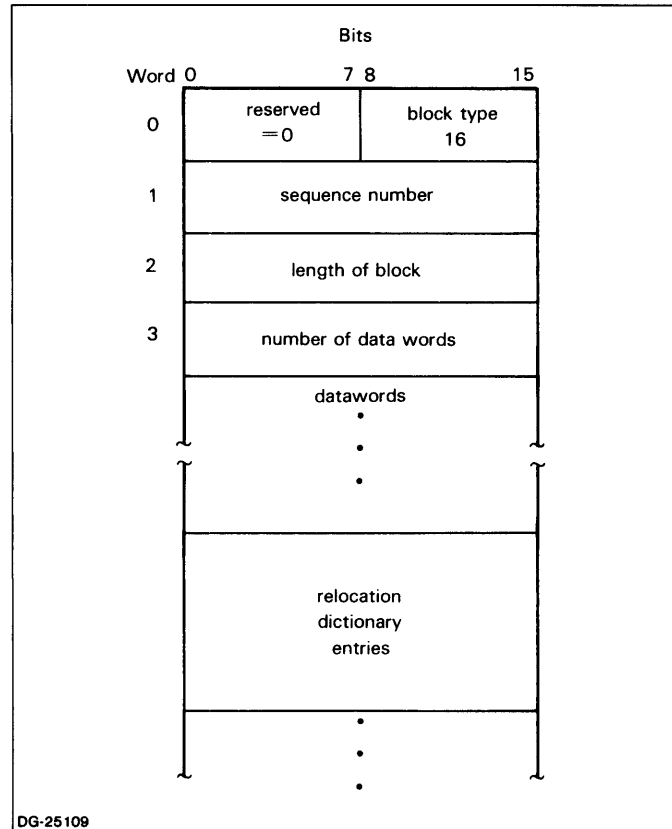 Bits
Word 0 7 8 15
0 reserved =0 block type 16
1 sequence number
2 length of block
3 number of data words
datawords
relocation
dictionary
entries
DG-25109